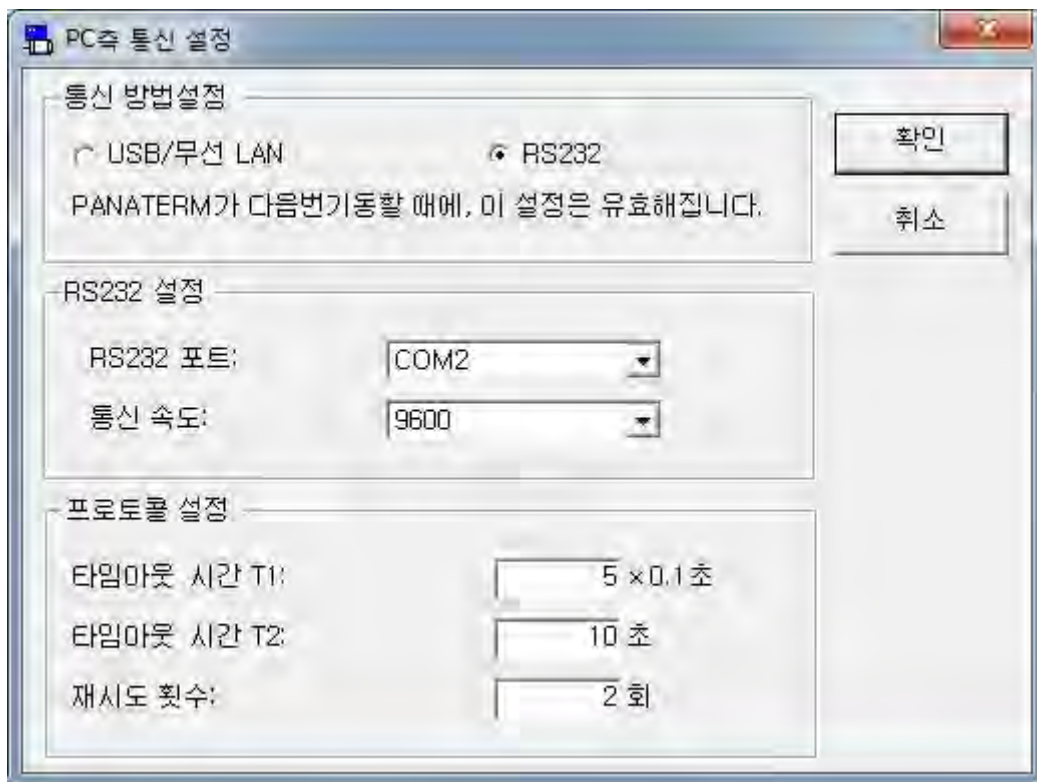 PC측 통신 설정
통신 방법설정
USB/무선 LAN
RS232
PANATERM가 다음번기동할 때에, 이 설정은 유효해집니다.
확인
취소
RS232 설정
RS232 포트:
COM2
통신 속도:
9600
프로토콜 설정
타임아웃 시간 T1:
5 ×0.1초
타임아웃 시간 T2:
10 초
재시도 횟수:
2 회